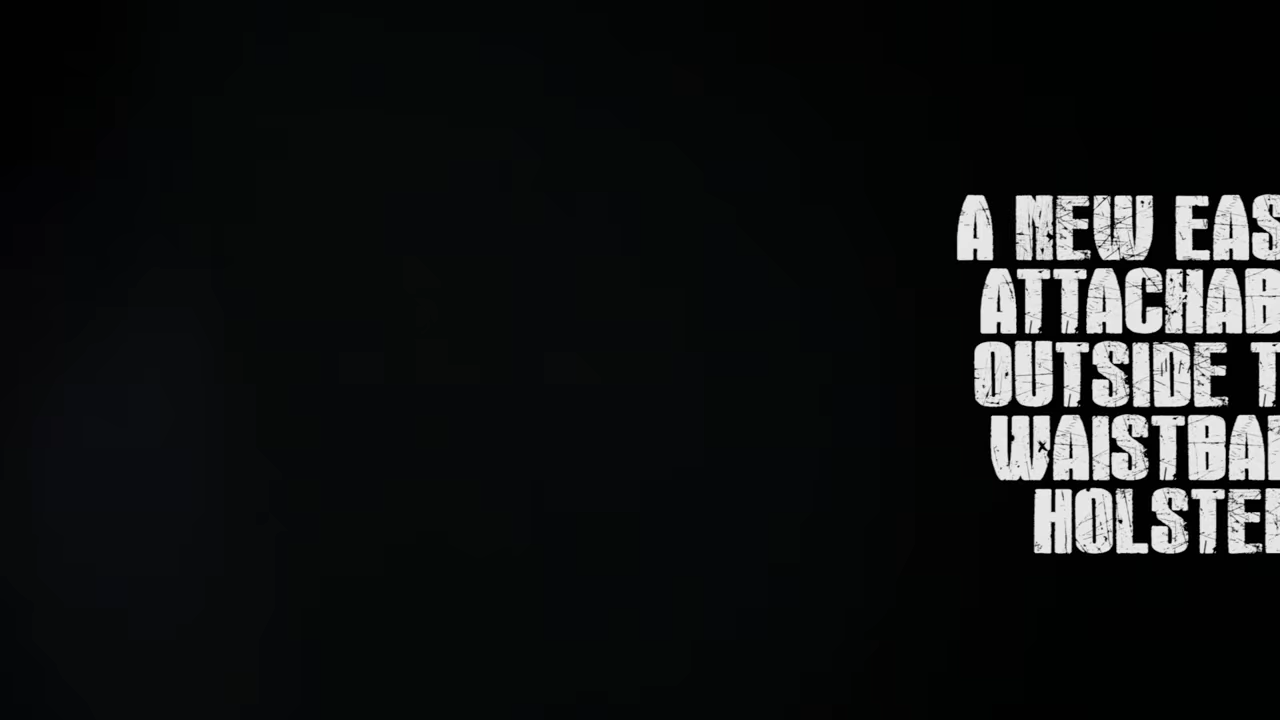 A NEW EAS
ATTACHAB
OUTSIDE T
WAISTBA
HOLSTE